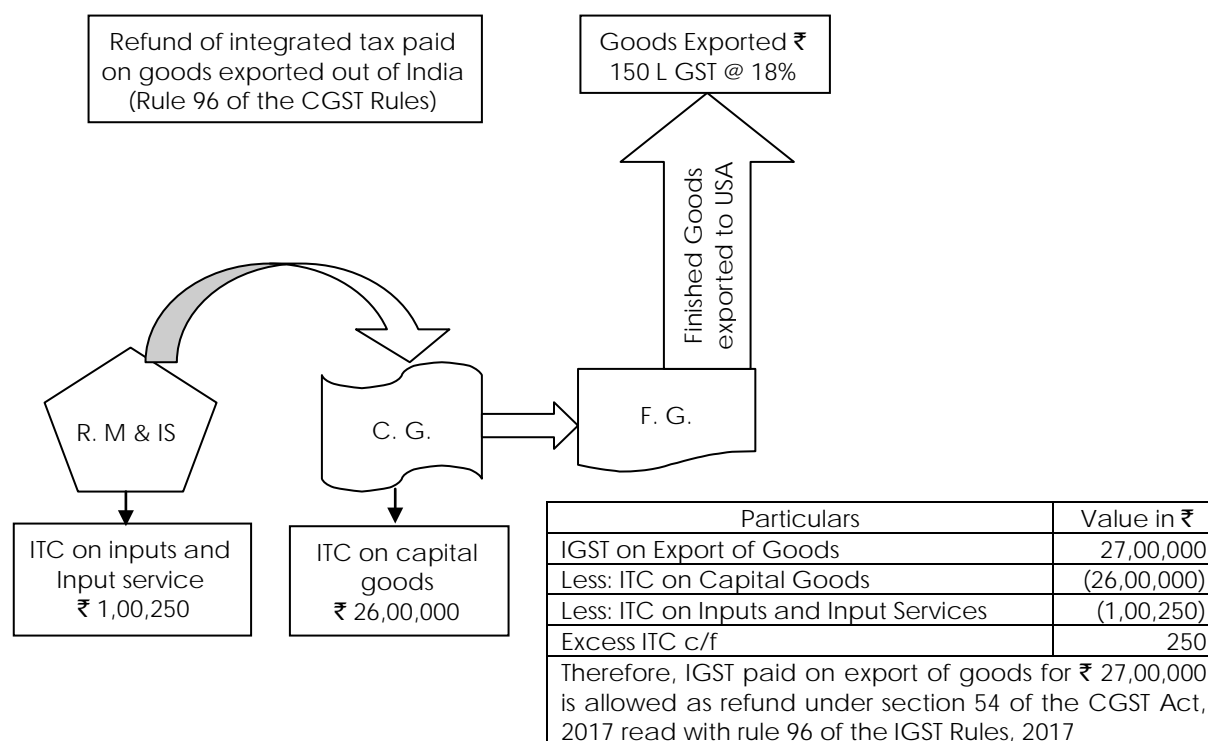 Refund of integrated tax paid
on goods exported out of India
(Rule 96 of the CGST Rules)
Goods Exported ₹
150 L GST @ 18%
Finished Goods
exported to USA
R. M & IS
C. G.
F. G.
ITC on inputs and
Input service
₹ 1,00,250
ITC on capital
goods
₹ 26,00,000
Particulars Value in ₹
IGST on Export of Goods 27,00,000
Less: ITC on Capital Goods (26,00,000)
Less: ITC on Inputs and Input Services (1,00,250)
Excess ITC c/f 250
Therefore, IGST paid on export of goods for ₹ 27,00,000
is allowed as refund under section 54 of the CGST Act,
2017 read with rule 96 of the IGST Rules, 2017